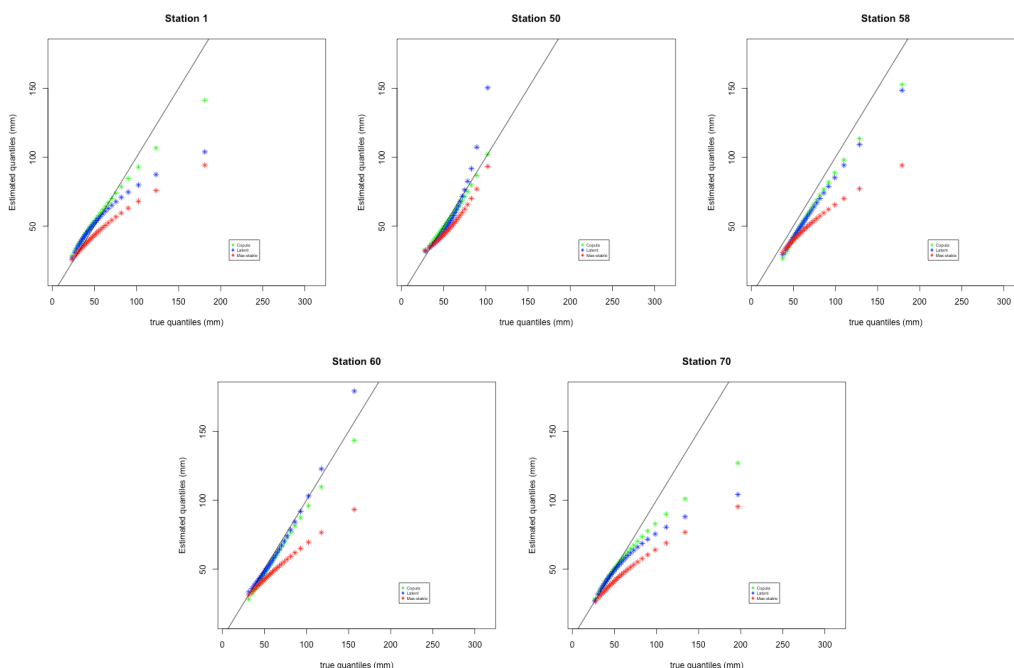 Station 1
Estimated quantiles (mm)
50 100 150
Copula
Latent
Max-stable
0 50 100 150 200 250 300
true quantiles (mm)
Station 50
Estimated quantiles (mm)
50 100 150
Copula
Latent
Max-stable
0 50 100 150 200 250 300
true quantiles (mm)
Station 58
Estimated quantiles (mm)
50 100 150
Copula
Latent
Max-stable
0 50 100 150 200 250 300
true quantiles (mm)
Station 60
Estimated quantiles (mm)
50 100 150
Copula
Latent
Max-stable
0 50 100 150 200 250 300
true quantiles (mm)
Station 70
Estimated quantiles (mm)
50 100 150
Copula
Latent
Max-stable
0 50 100 150 200 250 300
true quantiles (mm)